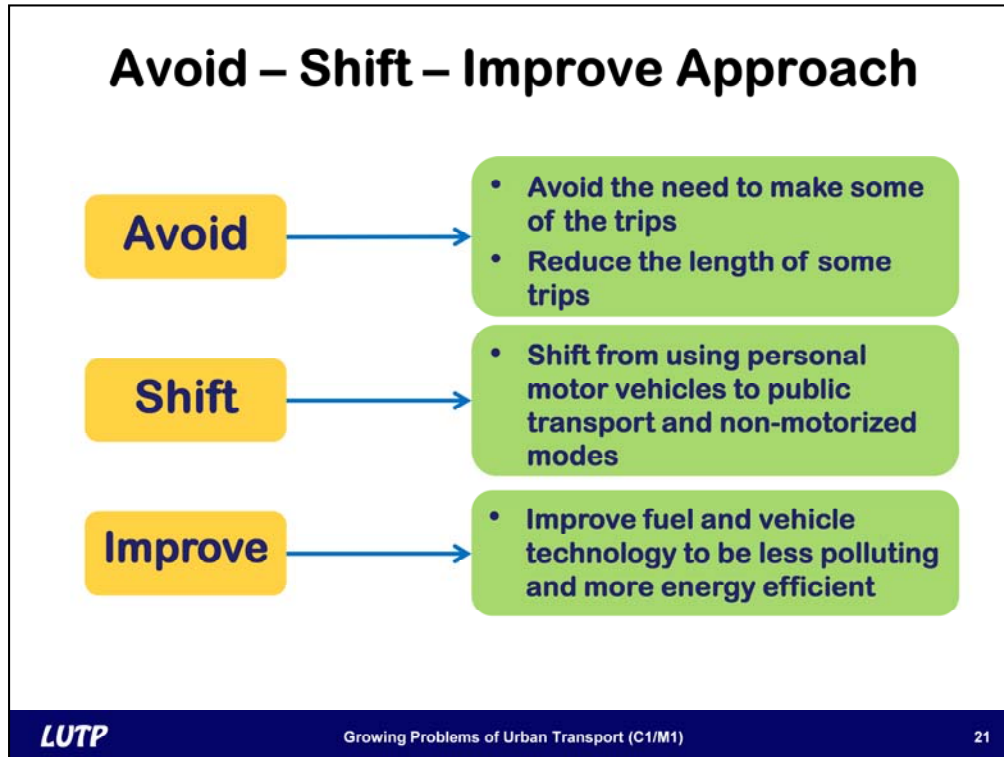 Avoid – Shift – Improve Approach
Avoid
• Avoid the need to make some
of the trips
• Reduce the length of some
trips
Shift
• Shift from using personal
motor vehicles to public
transport and non-motorized
modes
Improve
• Improve fuel and vehicle
technology to be less polluting
and more energy efficient
LUTP
Growing Problems of Urban Transport (C1/M1)
21